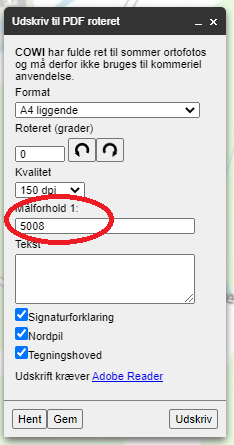 Udskriv til PDF roteret
COWI har fulde ret til sommer ortofotos
og må derfor ikke bruges til kommeriel
anvendelse.
Format
A4 liggende
Roteret (grader)
0
Kvalitet
150 dpi
Målforhold 1:
5008
Tekst
Signaturforklaring
Nordpil
Tegningshoved
Udskrift kræver Adobe Reader
Hent Gem Udskriv